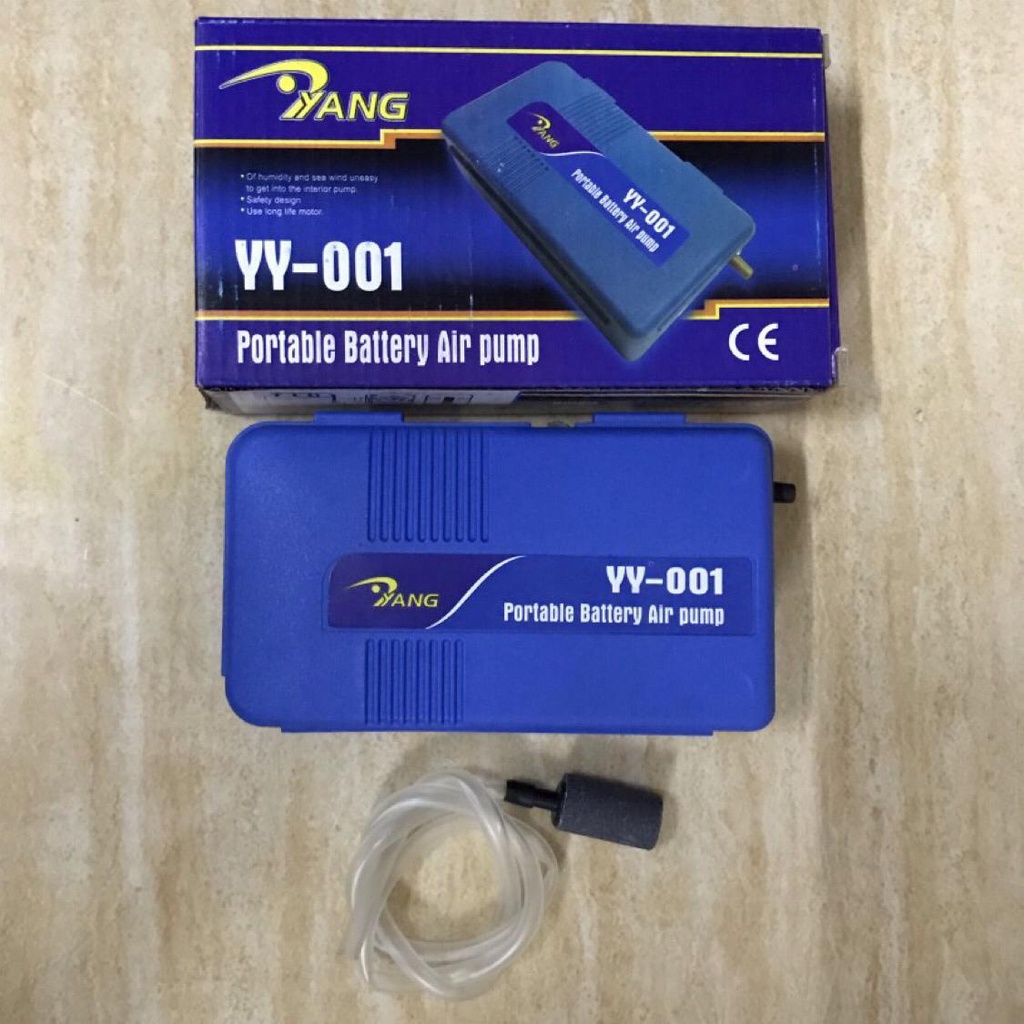 YANG
• Of humidity and sea wind uneasy
to get into the interior pump.
• Safety design
• Use long life motor.
YY-001
Portable Battery Air pump
YANG
YY-001
Portable Battery Air pump
CE
YANG
YY-001
Portable Battery Air pump